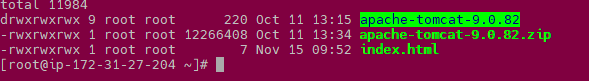 total 11984
drwxrwxrwx 9 root root      220 Oct 11 13:15 apache-tomcat-9.0.82
-rwxrwxrwx 1 root root 12266408 Oct 11 13:34 apache-tomcat-9.0.82.zip
-rwxrwxrwx 1 root root        7 Nov 15 09:52 index.html
[root@ip-172-31-27-204 ~]#